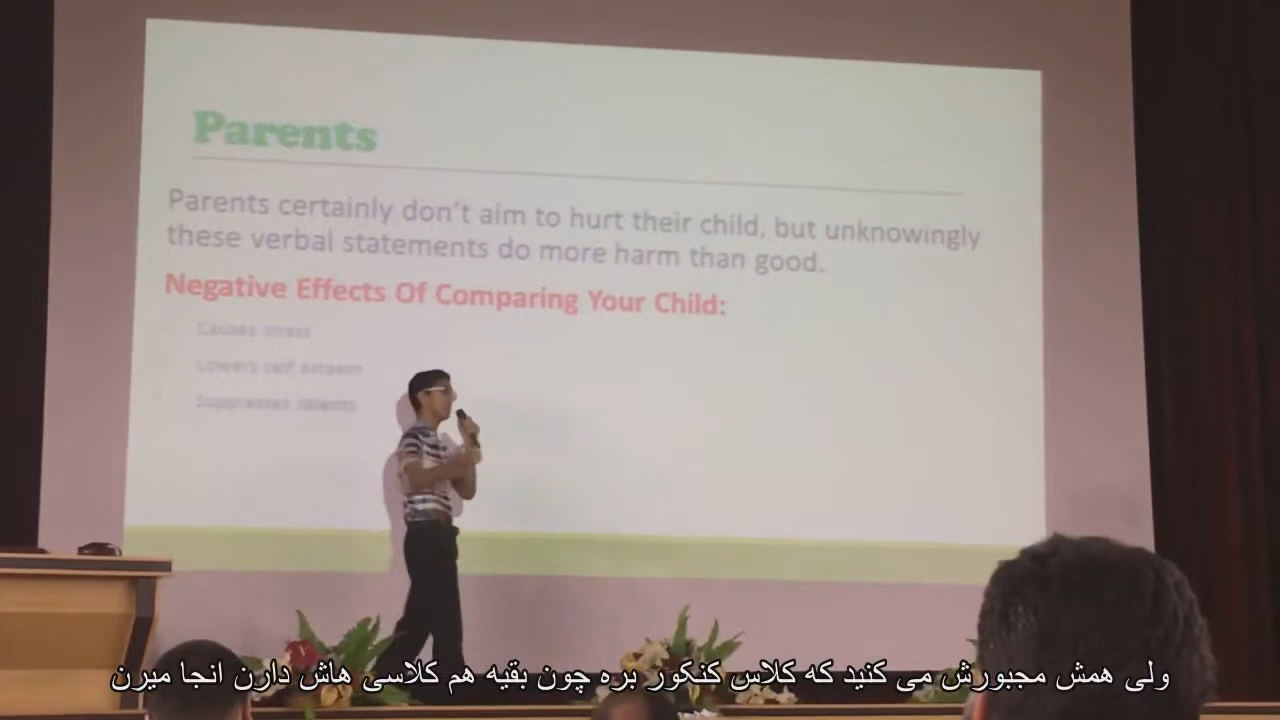 Parents
Parents certainly don't aim to hurt their child, but unknowingly
these verbal statements do more harm than good.
Negative Effects Of Comparing Your Child:
Causes stress
Lowers self esteem
Suppresses talents
ولی همش مجبورش می کنید که کلاس کنکور بره چون بقیه هم کلاسی هاش دارن انجا میرن